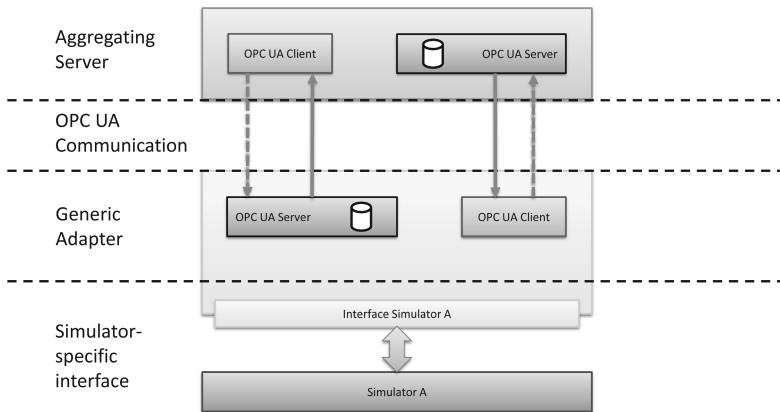 Aggregating
Server
OPC UA Client
OPC UA Server
OPC UA
Communication
Generic
Adapter
OPC UA Server
OPC UA Client
Interface Simulator A
Simulator-
specific
interface
Simulator A